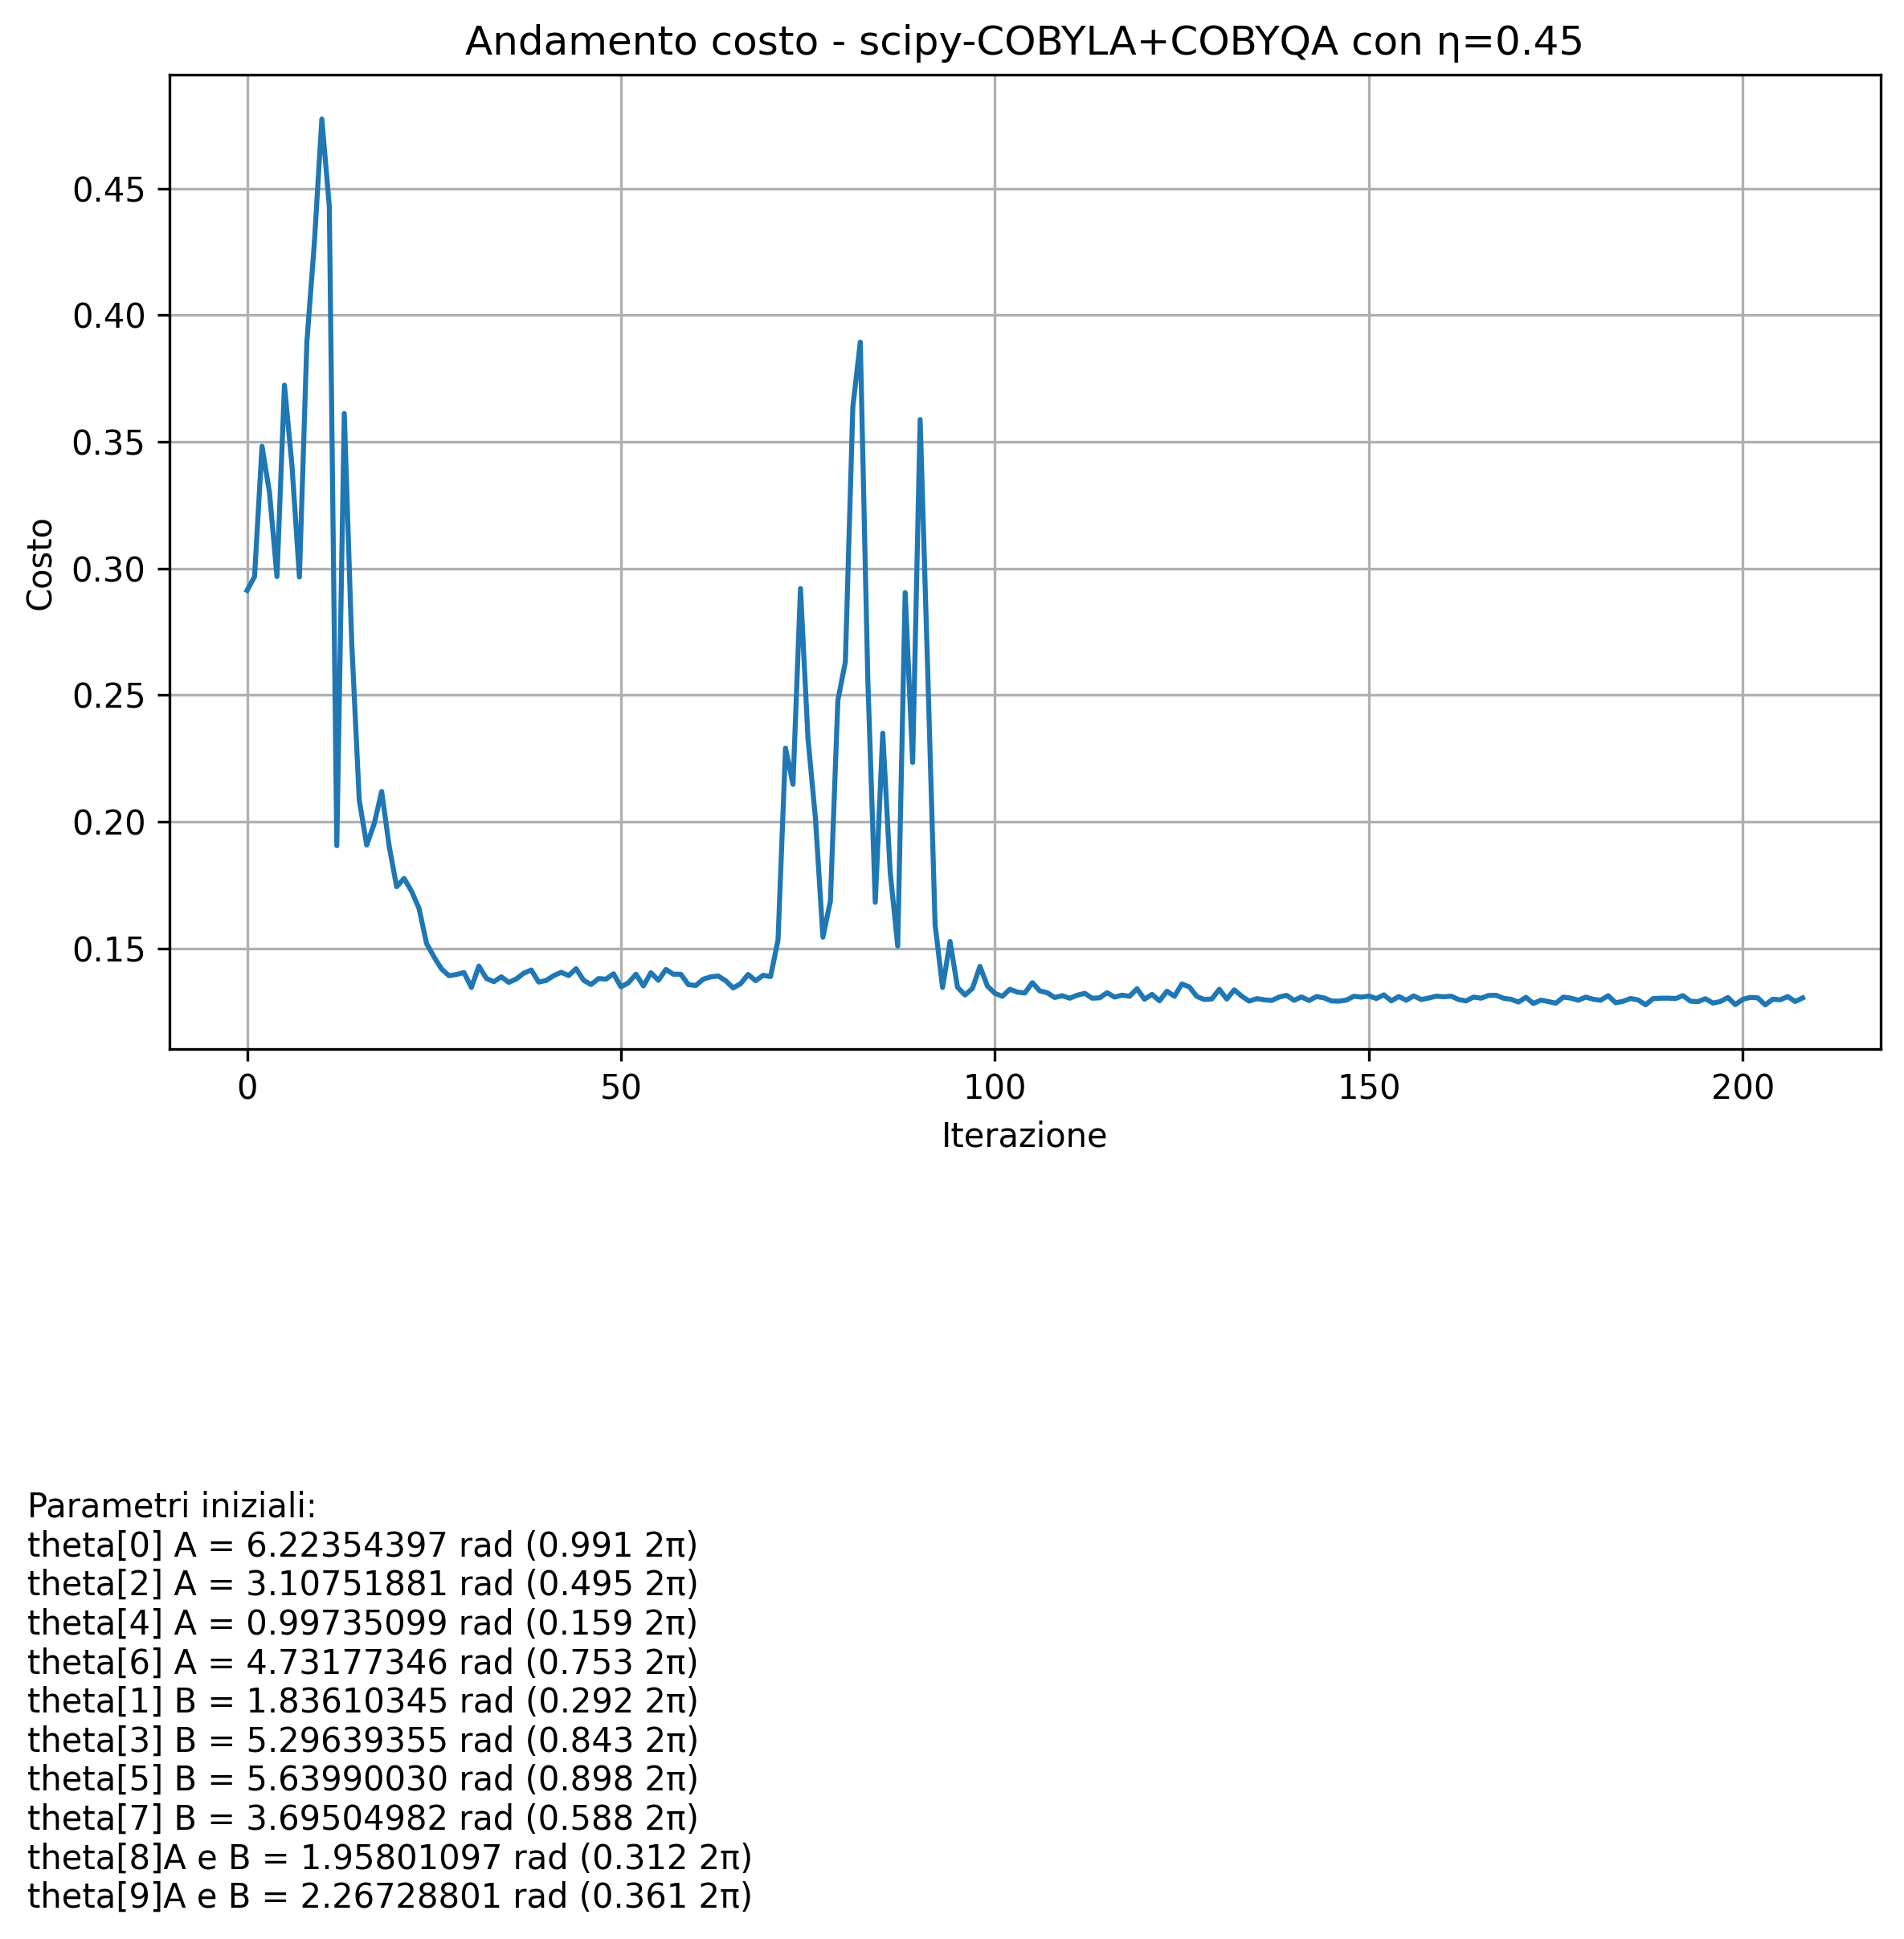 Andamento costo - scipy-COBYLA+COBYQA con η=0.45
Costo
0.45
0.40
0.35
0.30
0.25
0.20
0.15
0 50 100 150 200
Iterazione
Parametri iniziali:
theta[0] A = 6.22354397 rad (0.991 2π)
theta[2] A = 3.10751881 rad (0.495 2π)
theta[4] A = 0.99735099 rad (0.159 2π)
theta[6] A = 4.73177346 rad (0.753 2π)
theta[1] B = 1.83610345 rad (0.292 2π)
theta[3] B = 5.29639355 rad (0.843 2π)
theta[5] B = 5.63990030 rad (0.898 2π)
theta[7] B = 3.69504982 rad (0.588 2π)
theta[8]A e B = 1.95801097 rad (0.312 2π)
theta[9]A e B = 2.26728801 rad (0.361 2π)